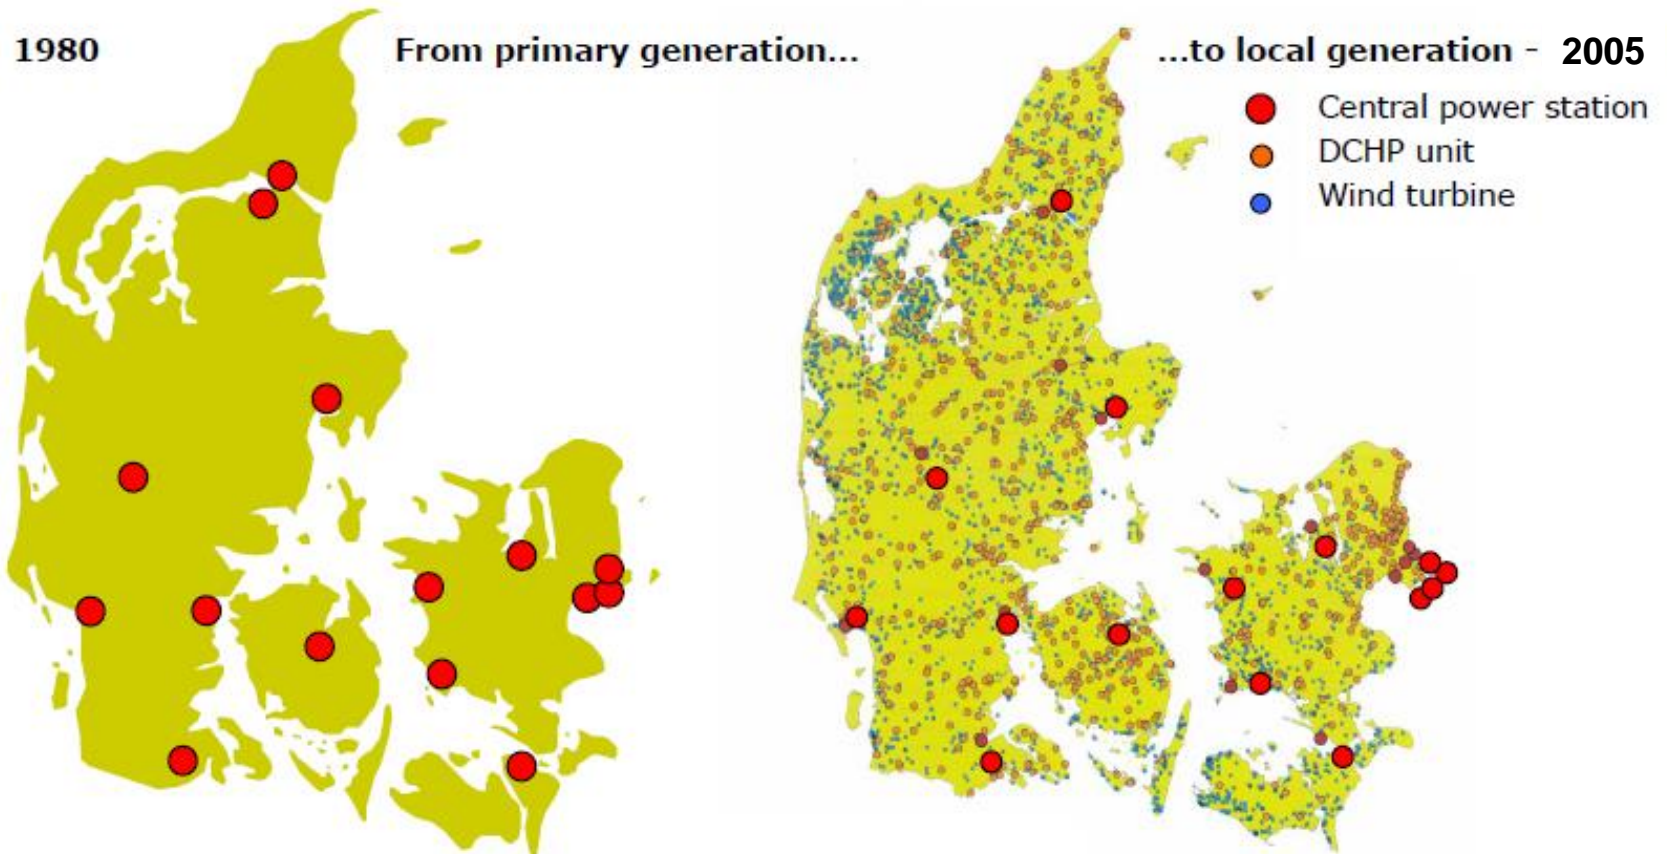 1980
From primary generation...
...to local generation - 2005
Central power station
DCHP unit
Wind turbine